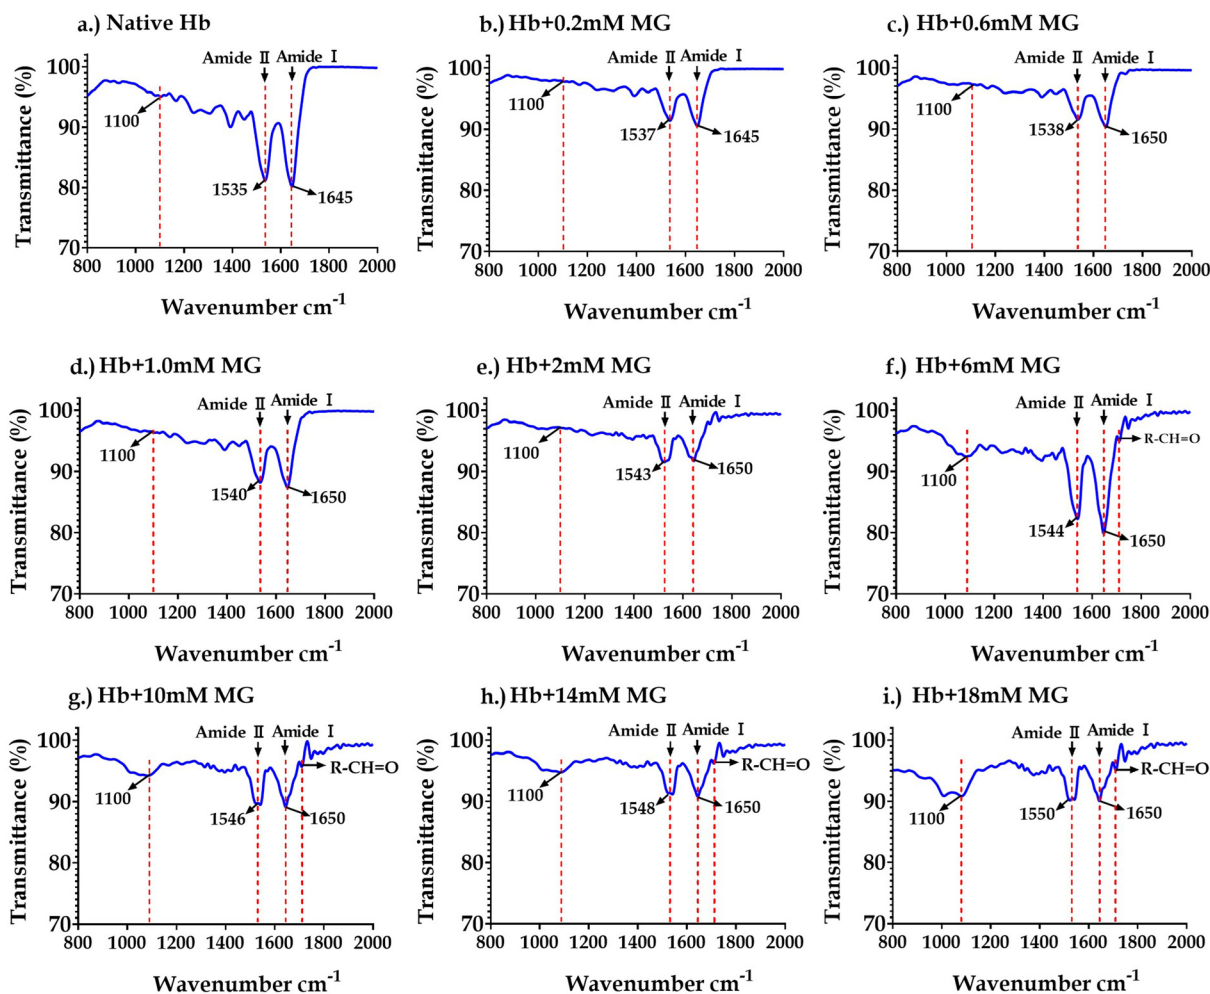 a.) Native Hb
Amide II Amide I
100
90
80
70
1100
1535
1645
800 1000 1200 1400 1600 1800 2000
Transmittance (%)
Wavenumber cm-1
b.) Hb+0.2mM MG
Amide II Amide I
100
90
80
70
1100
1537
1645
800 1000 1200 1400 1600 1800 2000
Transmittance (%)
Wavenumber cm-1
c.) Hb+0.6mM MG
Amide II Amide I
100
90
80
70
1100
1538
1650
800 1000 1200 1400 1600 1800 2000
Transmittance (%)
Wavenumber cm-1
d.) Hb+1.0mM MG
Amide II Amide I
100
90
80
70
1100
1540
1650
800 1000 1200 1400 1600 1800 2000
Transmittance (%)
Wavenumber cm-1
e.) Hb+2mM MG
Amide II Amide I
100
90
80
70
1100
1543
1650
800 1000 1200 1400 1600 1800 2000
Transmittance (%)
Wavenumber cm-1
f.) Hb+6mM MG
Amide II Amide I
100
90
80
70
R-CH=O
1100
1544
1650
800 1000 1200 1400 1600 1800 2000
Transmittance (%)
Wavenumber cm-1
g.) Hb+10mM MG
Amide II Amide I
100
90
80
70
R-CH=O
1100
1546
1650
800 1000 1200 1400 1600 1800 2000
Transmittance (%)
Wavenumber cm-1
h.) Hb+14mM MG
Amide II Amide I
100
90
80
70
R-CH=O
1100
1548
1650
800 1000 1200 1400 1600 1800 2000
Transmittance (%)
Wavenumber cm-1
i.) Hb+18mM MG
Amide II Amide I
100
90
80
70
R-CH=O
1100
1550
1650
800 1000 1200 1400 1600 1800 2000
Transmittance (%)
Wavenumber cm-1